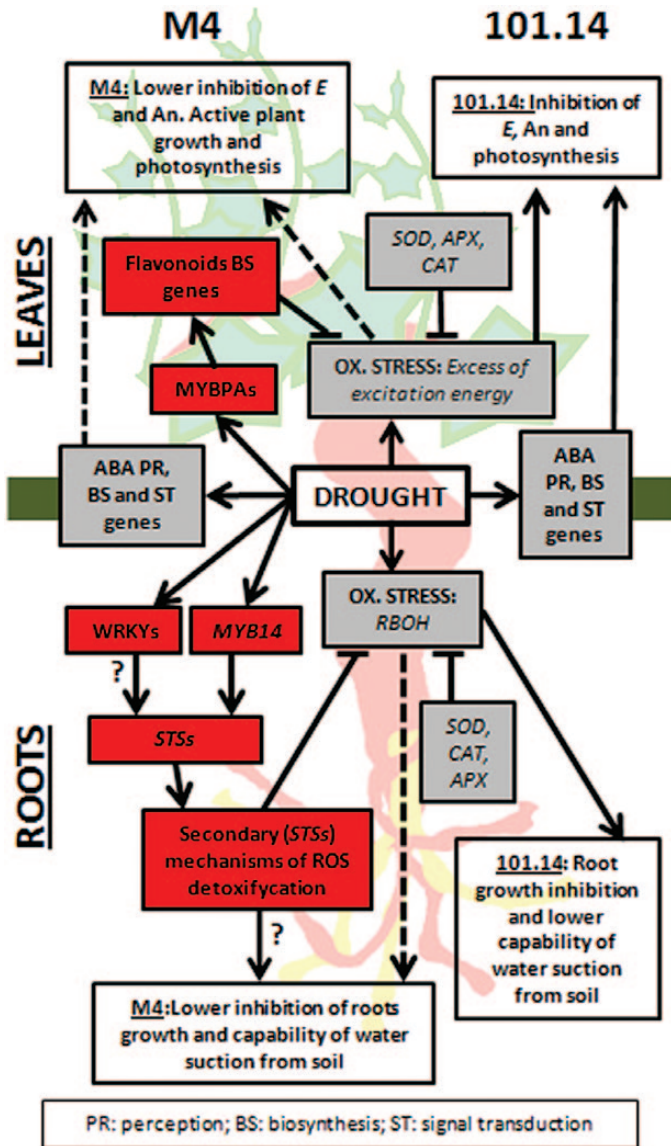 M4
101.14
M4: Lower inhibition of E
and An. Active plant
growth and
photosynthesis
101.14: Inhibition of
E, An and
photosynthesis
LEAVES
SOD, APX,
CAT
Flavonoids BS
genes
OX. STRESS: Excess of
excitation energy
MYBPAs
ABA PR,
BS and ST
genes
DROUGHT
ABA
PR, BS
and ST
genes
OX. STRESS:
RBOH
WRKYs
MYB14
?
STSs
SOD,
CAT,
APX
ROOTS
Secondary (STSs)
mechanisms of ROS
detoxifycation
101.14: Root
growth inhibition
and lower
capability of
water suction
from soil
?
M4:Lower inhibition of roots
growth and capability of water
suction from soil
PR: perception; BS: biosynthesis; ST: signal transduction